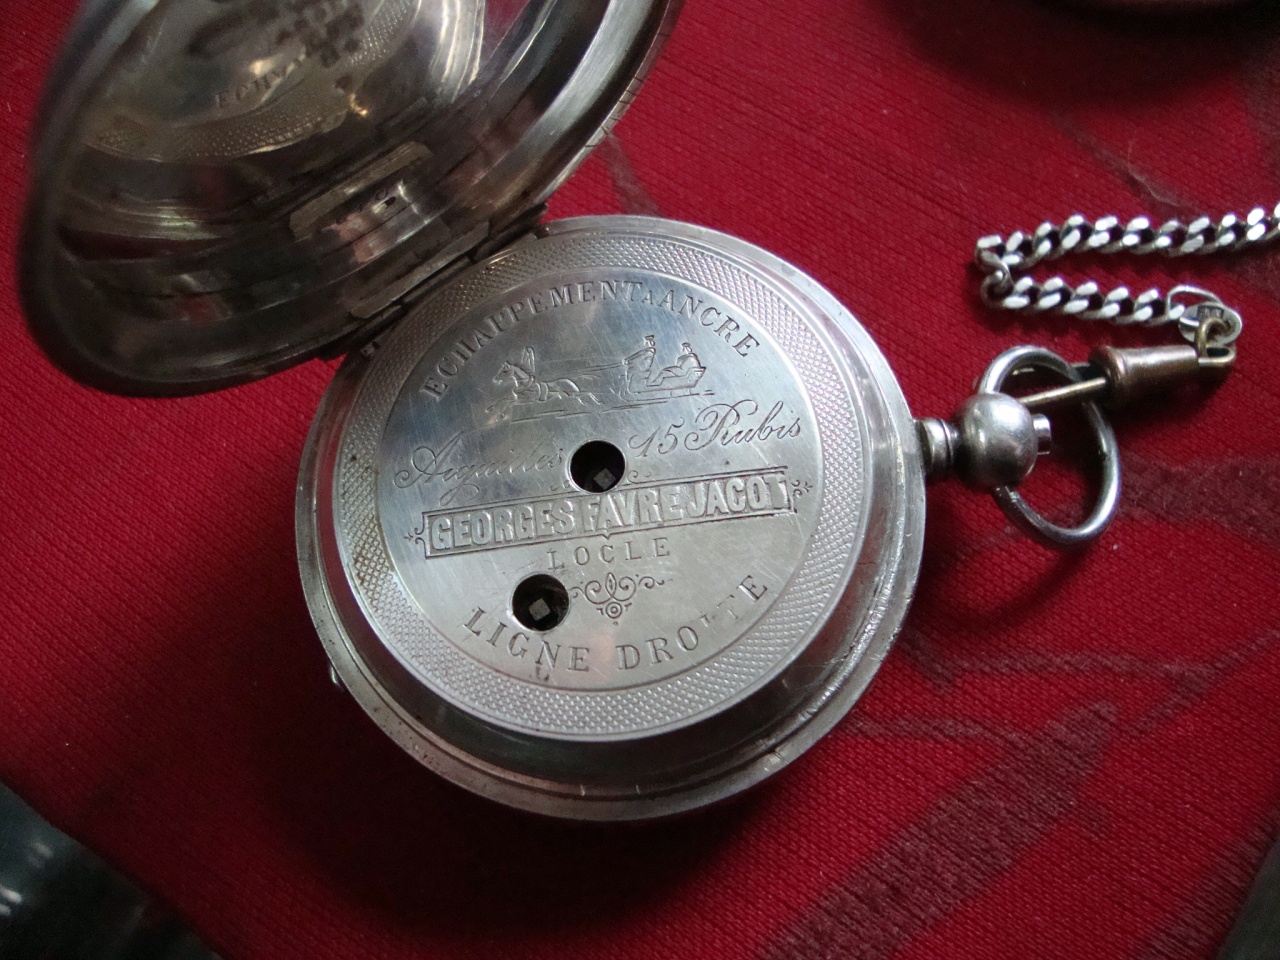 ECHAPPEMENT A ANCRE
Aiguilles 15 Rubis
GEORGES FAVRE-JACOT
LOCLE
LIGNE DROITE